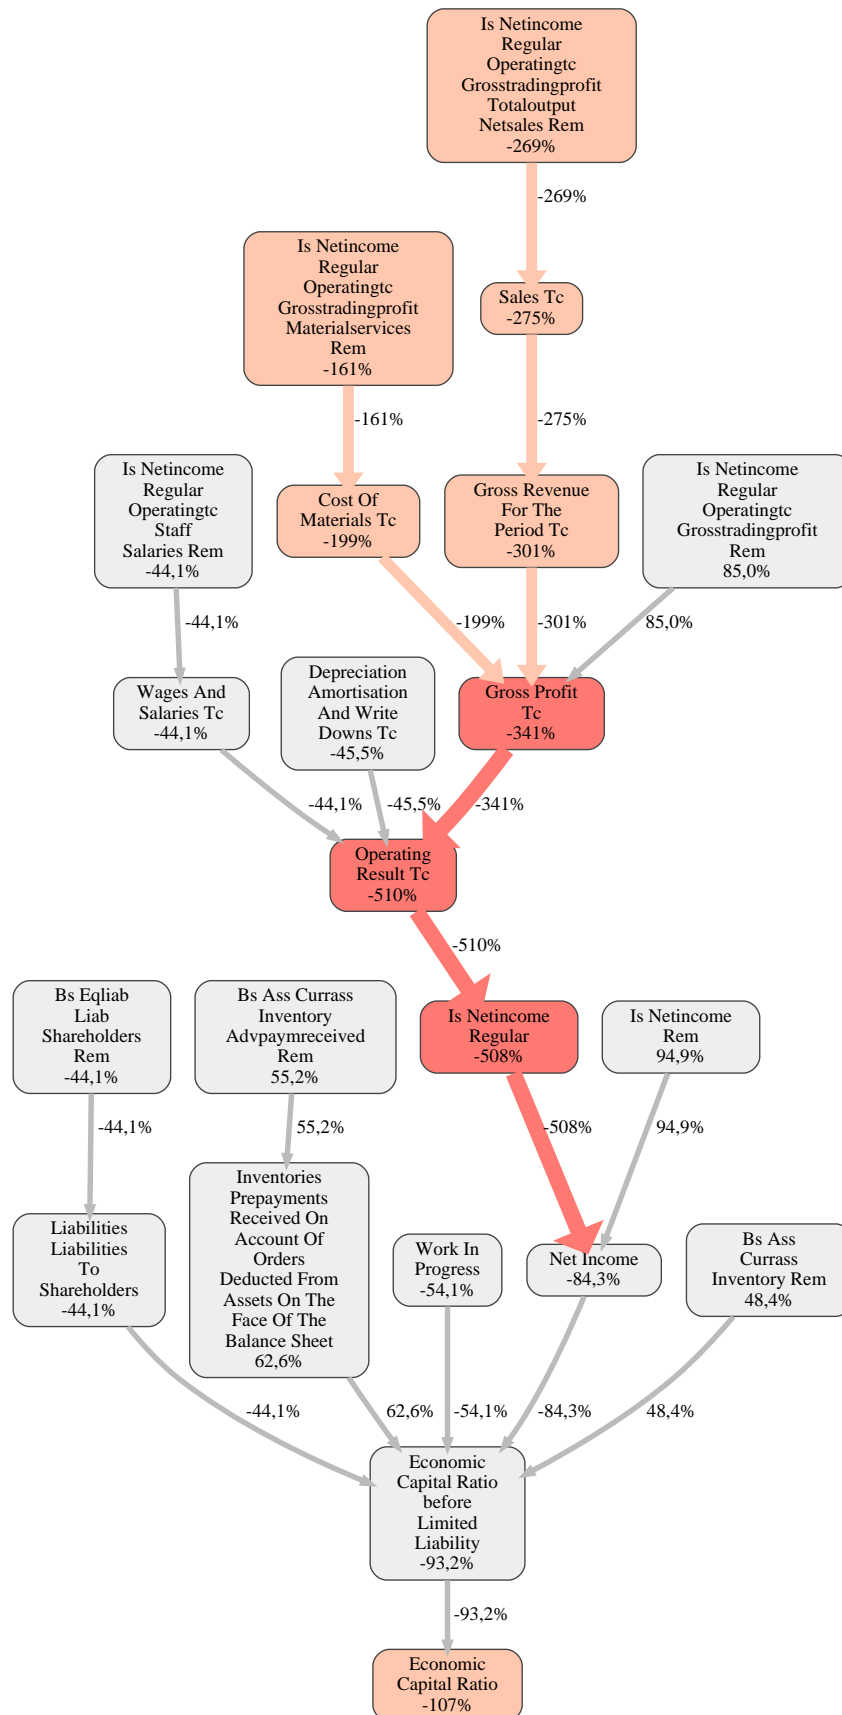 Is Netincome
Regular
Operatingtc
Grosstradingprofit
Totaloutput
Netsales Rem
-269%
-269%
Is Netincome
Regular
Operatingtc
Grosstradingprofit
Materialservices
Rem
-161%
Sales Tc
-275%
-161%
-275%
Is Netincome
Regular
Operatingtc
Staff
Salaries Rem
-44,1%
Cost Of
Materials Tc
-199%
Gross Revenue
For The
Period Tc
-301%
Is Netincome
Regular
Operatingtc
Grosstradingprofit
Rem
85,0%
-44,1%
-199%
-301%
85,0%
Wages And
Salaries Tc
-44,1%
Depreciation
Amortisation
And Write
Downs Tc
-45,5%
Gross Profit
Tc
-341%
-44,1%
-45,5%
-341%
Operating
Result Tc
-510%
-510%
Bs Eqliab
Liab
Shareholders
Rem
-44,1%
Bs Ass Currass
Inventory
Advpaymreceived
Rem
55,2%
Is Netincome
Regular
-508%
Is Netincome
Rem
94,9%
-44,1%
55,2%
-508%
94,9%
Liabilities
Liabilities
To
Shareholders
-44,1%
Inventories
Prepayments
Received On
Account Of
Orders
Deducted From
Assets On The
Face Of The
Balance Sheet
62,6%
Work In
Progress
-54,1%
Net Income
-84,3%
Bs Ass
Currass
Inventory Rem
48,4%
-44,1%
62,6%
-54,1%
-84,3%
48,4%
Economic
Capital Ratio
before
Limited
Liability
-93,2%
-93,2%
Economic
Capital Ratio
-107%